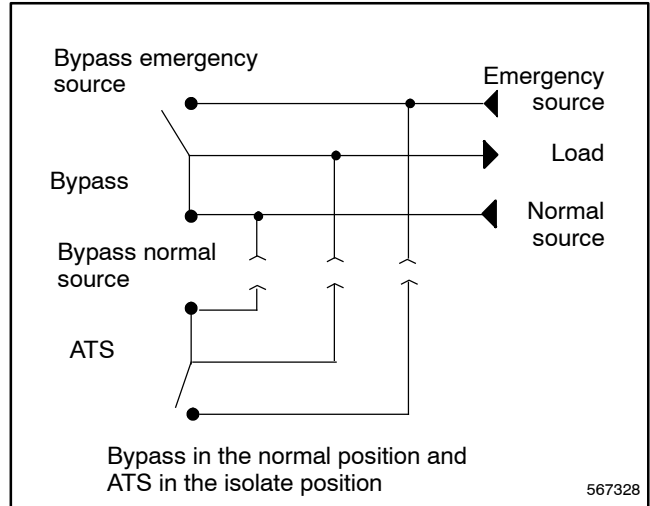 Bypass emergency
source
Emergency
source
Load
Bypass
Normal
source
Bypass normal
source
ATS
Bypass in the normal position and
ATS in the isolate position
567328